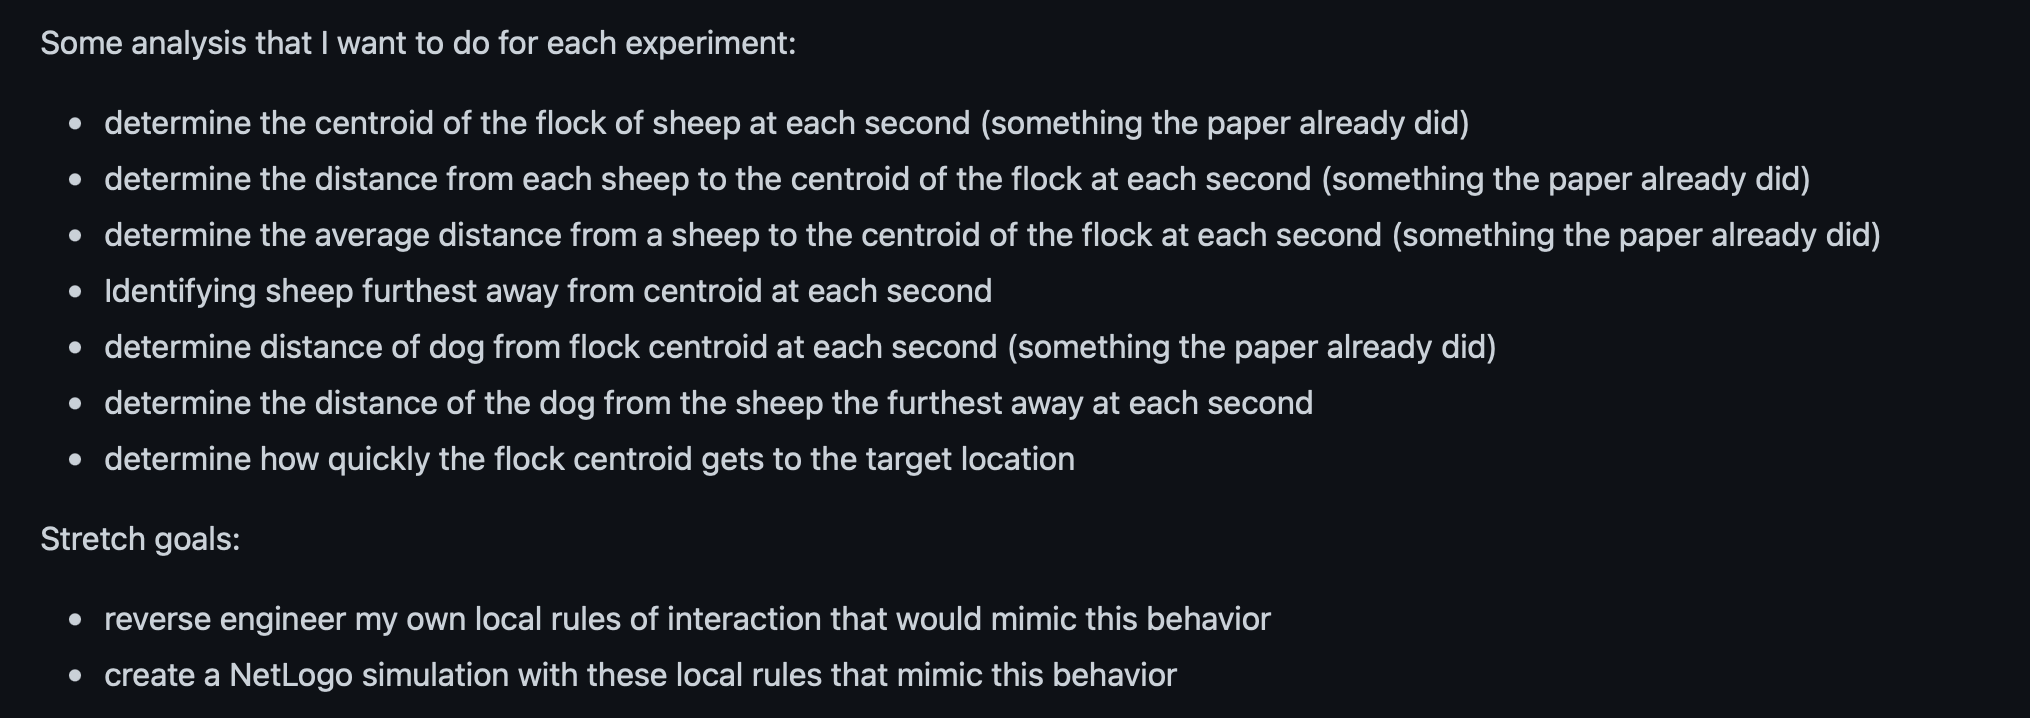 Some analysis that I want to do for each experiment:
• determine the centroid of the flock of sheep at each second (something the paper already did)
• determine the distance from each sheep to the centroid of the flock at each second (something the paper already did)
• determine the average distance from a sheep to the centroid of the flock at each second (something the paper already did)
• Identifying sheep furthest away from centroid at each second
• determine distance of dog from flock centroid at each second (something the paper already did)
• determine the distance of the dog from the sheep the furthest away at each second
• determine how quickly the flock centroid gets to the target location
Stretch goals:
• reverse engineer my own local rules of interaction that would mimic this behavior
• create a NetLogo simulation with these local rules that mimic this behavior